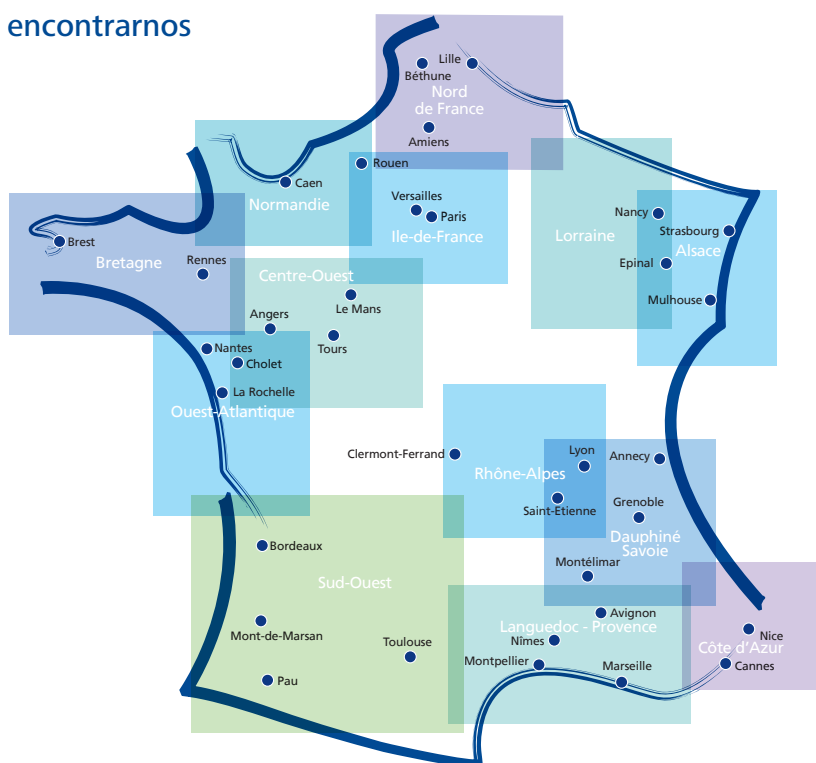 encontrarnos
Lille
Béthune
Nord
de France
Amiens
Rouen
Caen
Normandie
Versailles
Paris
Ile-de-France
Nancy
Lorraine
Strasbourg
Alsace
Epinal
Mulhouse
Brest
Bretagne
Rennes
Centre-Ouest
Le Mans
Angers
Tours
Nantes
Cholet
La Rochelle
Ouest-Atlantique
Clermont-Ferrand
Lyon
Rhône-Alpes
Saint-Etienne
Annecy
Grenoble
Dauphiné
Savoie
Montélimar
Bordeaux
Sud-Ouest
Mont-de-Marsan
Toulouse
Pau
Avignon
Languedoc - Provence
Nîmes
Montpellier
Marseille
Nice
Côte d'Azur
Cannes